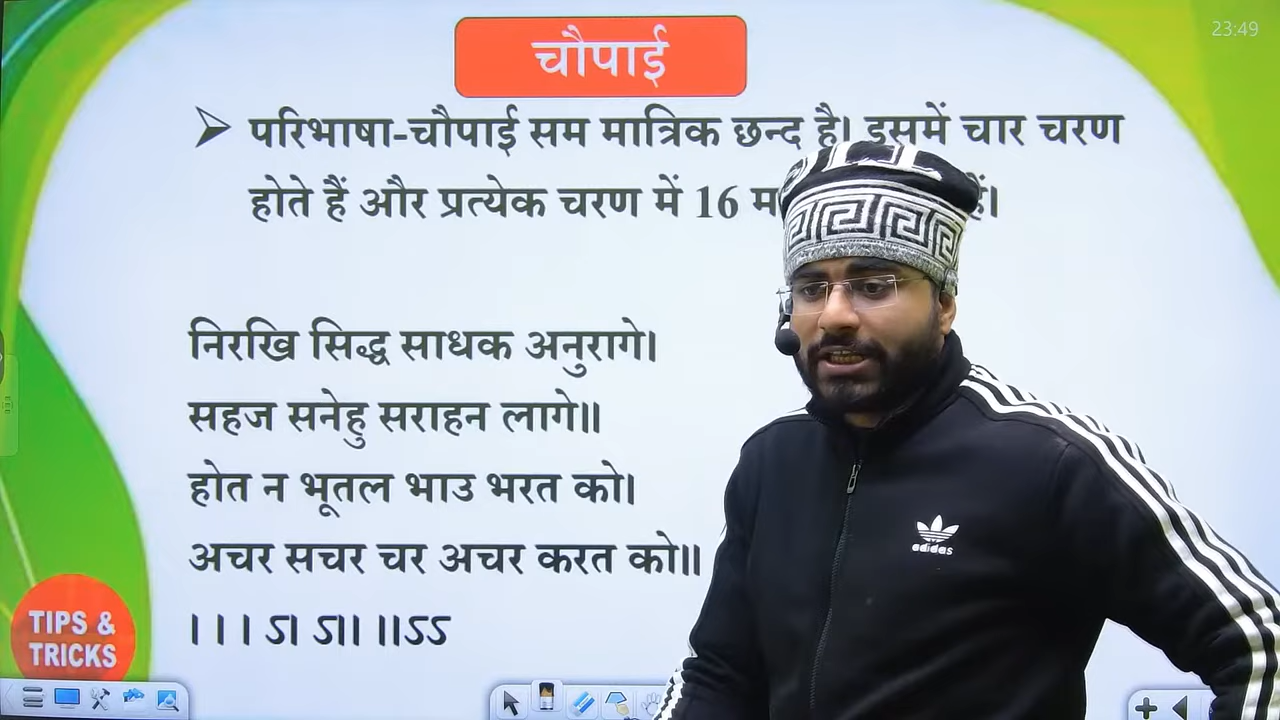 23:49
चौपाई
परिभाषा-चौपाई सम मात्रिक छन्द है। इसमें चार चरण
होते हैं और प्रत्येक चरण में 16 हैं।
निरखि सिद्ध साधक अनुरागे।
सहज सनेहु सराहन लागे॥
होत न भूतल भाउ भरत को।
अचर सचर चर अचर करत को॥
।।। ऽ। ऽ।। ॥ऽऽ
TIPS &
TRICKS
adidas